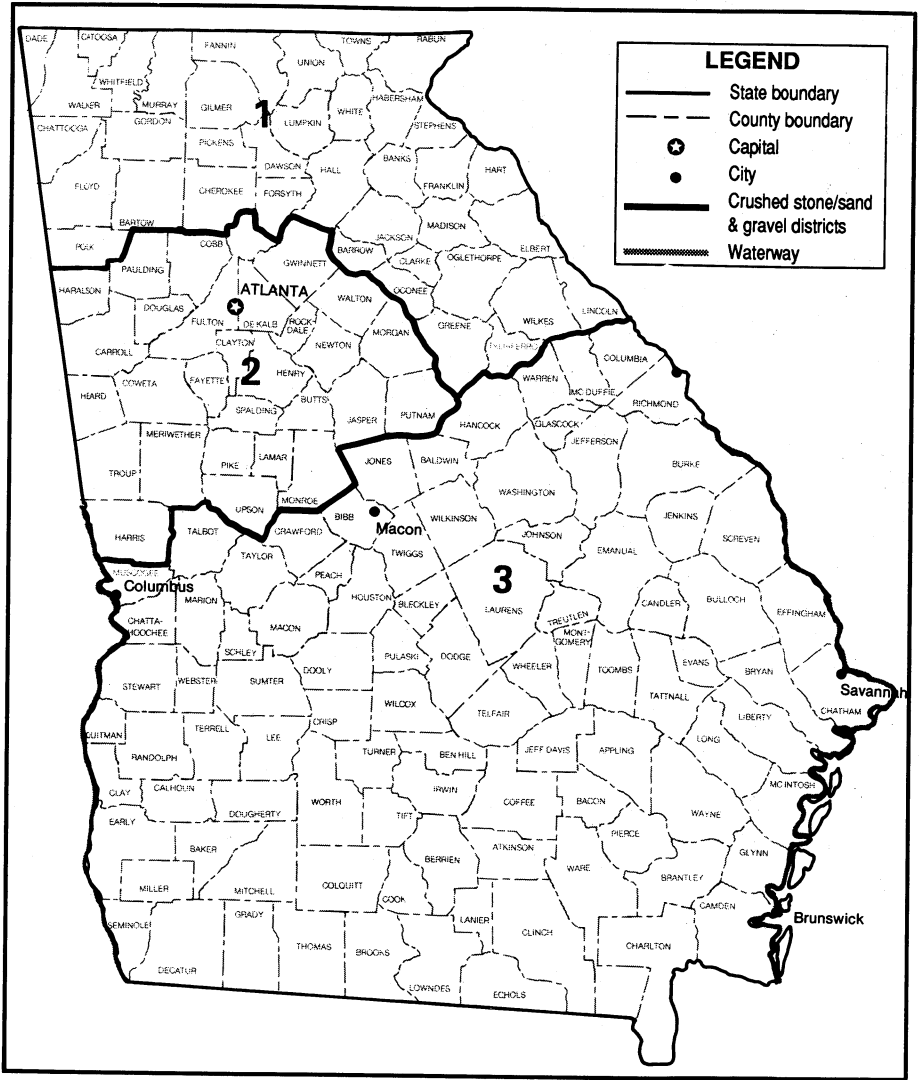 LEGEND
State boundary
County boundary
Capital
City
Crushed stone/sand
& gravel districts
Waterway
DADE
CATOOSA
FANNIN
TOWNS
RABUN
UNION
WHITFIELD
WALKER
MURRAY
GILMER
1
WHITE
HABERSHAM
CHATTOOGA
GORDON
LUMPKIN
STEPHENS
PICKENS
DAWSON
HALL
BANKS
HART
FLOYD
CHEROKEE
FORSYTH
FRANKLIN
BARTOW
MADISON
POLK
COBB
JACKSON
ELBERT
PAULDING
GWINNETT
BARROW
CLARKE
OGLETHORPE
HARALSON
ATLANTA
WALTON
OCONEE
DOUGLAS
FULTON
DE KALB
ROCK-
DALE
MORGAN
GREENE
WILKES
LINCOLN
CARROLL
CLAYTON
NEWTON
TALIAFERRO
2
COLUMBIA
HEARD
COWETA
FAYETTE
HENRY
WARREN
MC DUFFIE
SPALDING
BUTTS
RICHMOND
JASPER
PUTNAM
HANCOCK
GLASCOCK
MERIWETHER
JEFFERSON
TROUP
PIKE
LAMAR
JONES
BALDWIN
BURKE
UPSON
MONROE
WASHINGTON
HARRIS
TALBOT
CRAWFORD
BIBB
Macon
WILKINSON
JENKINS
SCREVEN
TAYLOR
TWIGGS
JOHNSON
EMANUAL
MUSCOGEE
Columbus
PEACH
3
MARION
HOUSTON
BLECKLEY
LAURENS
CANDLER
BULLOCH
EFFINGHAM
CHATTA-
HOOCHEE
MACON
TREUTLEN
MONT-
GOMERY
SCHLEY
DOOLY
PULASKI
DODGE
WHEELER
TOOMBS
EVANS
BRYAN
STEWART
WEBSTER
SUMTER
TATTNALL
Savannah
WILCOX
TELFAIR
LIBERTY
CHATHAM
QUITMAN
TERRELL
LEE
CRISP
LONG
RANDOLPH
TURNER
BEN HILL
JEFF DAVIS
APPLING
CLAY
CALHOUN
IRWIN
MC INTOSH
EARLY
DOUGHERTY
WORTH
TIFT
COFFEE
BACON
WAYNE
BAKER
PIERCE
BERRIEN
ATKINSON
WARE
GLYNN
MILLER
MITCHELL
COLQUITT
COOK
BRANTLEY
CAMDEN
SEMINOLE
GRADY
LANIER
Brunswick
THOMAS
BROOKS
CLINCH
CHARLTON
DECATUR
LOWNDES
ECHOLS